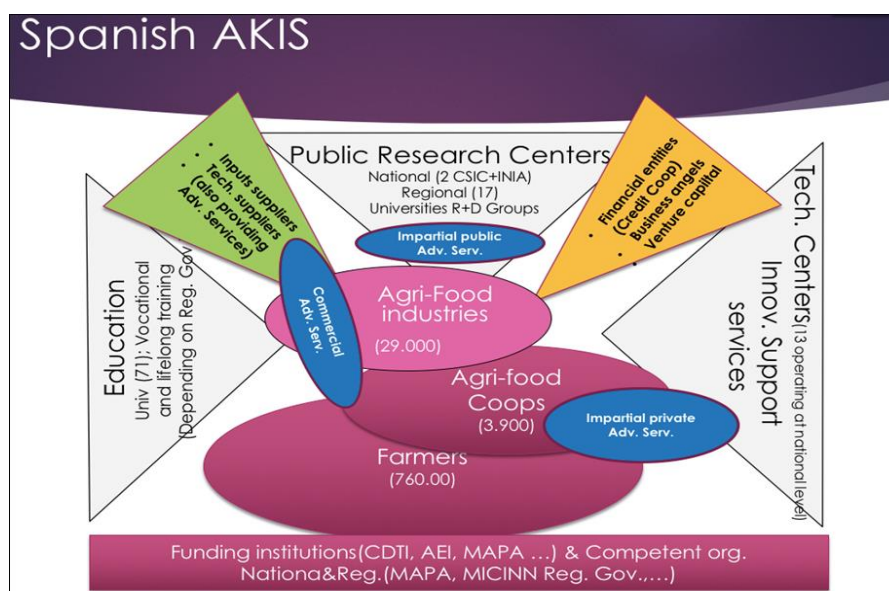 Spanish AKIS
• Inputs suppliers
• Tech. suppliers
• (also providing
Adv. Services)
Public Research Centers
National (2 CSIC+INIA)
Regional (17)
Universities R+D Groups
• Financial entities
(Credit Coop)
• Business angels
• Venture capiltal
Impartial public
Adv. Serv.
Education
Univ (71); Vocational
and lifelong training
(Depending on Reg. Gov
Commercial
Adv. Serv.
Agri-Food
industries
(29.000)
Tech. Centers(13 operating at national level)
Innov. Support
services
Agri-food
Coops
(3.900)
Impartial private
Adv. Serv.
Farmers
(760.00)
Funding institutions(CDTI, AEI, MAPA ...) & Competent org.
Nationa&Reg.(MAPA, MICINN Reg. Gov.,...)